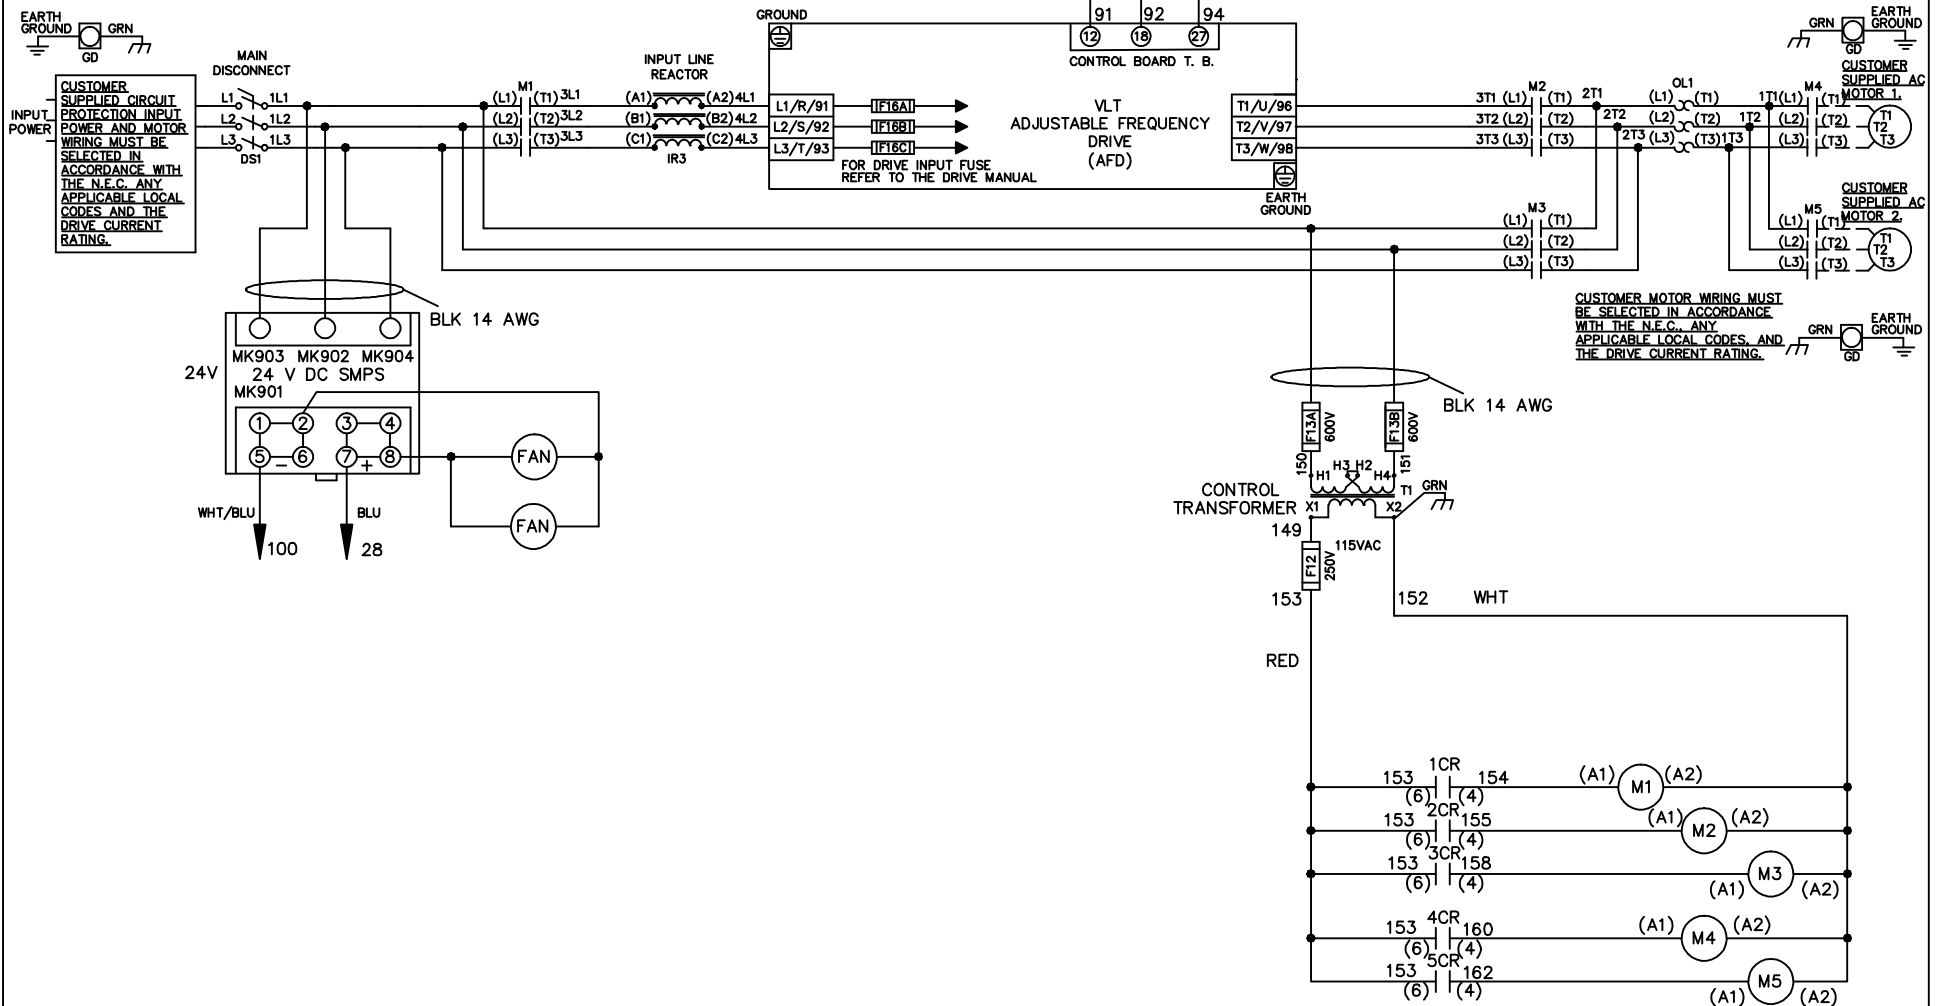 EARTH
GROUND
GRN
GD
MAIN
DISCONNECT
CUSTOMER
SUPPLIED CIRCUIT
PROTECTION INPUT
POWER AND MOTOR
WIRING MUST BE
SELECTED IN
ACCORDANCE WITH
THE N.E.C. ANY
APPLICABLE LOCAL
CODES AND THE
DRIVE CURRENT
RATING.
INPUT
POWER
L1 1L1
L2 1L2
L3 1L3
DS1
M1
(L1) (T1) 3L1
(L2) (T2) 3L2
(L3) (T3) 3L3
INPUT LINE
REACTOR
(A1) (A2) 4L1
(B1) (B2) 4L2
(C1) (C2) 4L3
IR3
GROUND
91 92 94
12 18 27
CONTROL BOARD T. B.
L1/R/91 F16A
L2/S/92 F16B
L3/T/93 F16C
FOR DRIVE INPUT FUSE
REFER TO THE DRIVE MANUAL
VLT
ADJUSTABLE FREQUENCY
DRIVE
(AFD)
T1/U/96
T2/V/97
T3/W/98
EARTH
GROUND
M2
3T1 (L1) (T1) 2T1
3T2 (L2) (T2) 2T2
3T3 (L3) (T3) 2T3
OL1
(L1) (T1) 1T1
(L2) (T2) 1T2
(L3) (T3) 1T3
M4
(L1) (T1)
(L2) (T2)
(L3) (T3)
GRN
GD
EARTH
GROUND
CUSTOMER
SUPPLIED AC
MOTOR 1.
T1
T2
T3
M3
(L1) (T1)
(L2) (T2)
(L3) (T3)
M5
(L1) (T1)
(L2) (T2)
(L3) (T3)
CUSTOMER
SUPPLIED AC
MOTOR 2.
T1
T2
T3
CUSTOMER MOTOR WIRING MUST
BE SELECTED IN ACCORDANCE
WITH THE N.E.C., ANY
APPLICABLE LOCAL CODES, AND
THE DRIVE CURRENT RATING.
GRN
GD
EARTH
GROUND
BLK 14 AWG
MK903 MK902 MK904
24V
24 V DC SMPS
MK901
1 2 3 4
5 - 6 7 + 8
FAN
FAN
WHT/BLU
BLU
100
28
BLK 14 AWG
F13A
600V
F13B
600V
150
151
H1 H3 H2 H4
CONTROL
TRANSFORMER
T1
GRN
X1 X2
149
115VAC
F12
250V
153
152
WHT
RED
1CR
153 154 (A1) M1 (A2)
(6) (4)
2CR
153 155 (A1) M2 (A2)
(6) (4)
3CR
153 158 M3
(6) (4) (A1) (A2)
4CR
153 160 (A1) M4 (A2)
(6) (4)
5CR
153 162 M5
(6) (4) (A1) (A2)